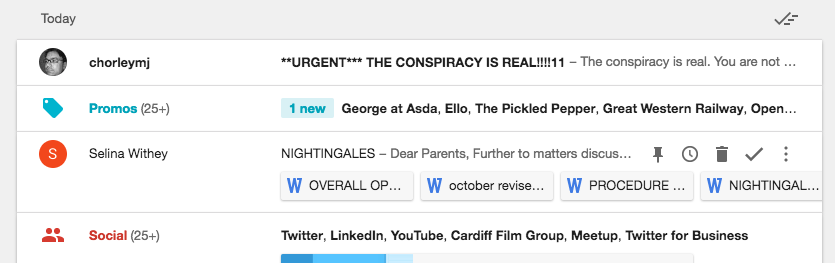 Today
chorleymj **URGENT*** THE CONSPIRACY IS REAL!!!!11 – The conspiracy is real. You are not …
Promos (25+) 1 new George at Asda, Ello, The Pickled Pepper, Great Western Railway, Open…
S Selina Withey NIGHTINGALES – Dear Parents, Further to matters discus…
W OVERALL OP… W october revise… W PROCEDURE … W NIGHTINGAL…
Social (25+) Twitter, LinkedIn, YouTube, Cardiff Film Group, Meetup, Twitter for Business